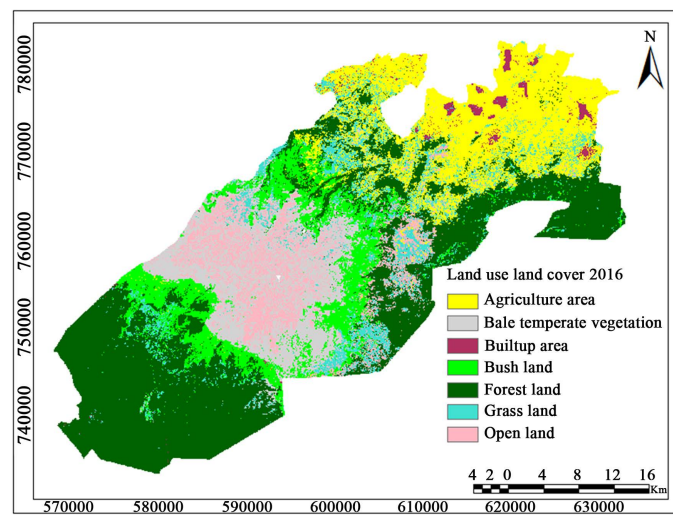 N
780000
770000
760000
750000
740000
Land use land cover 2016
Agriculture area
Bale temperate vegetation
Builtup area
Bush land
Forest land
Grass land
Open land
4 2 0 4 8 12 16
Km
570000 580000 590000 600000 610000 620000 630000